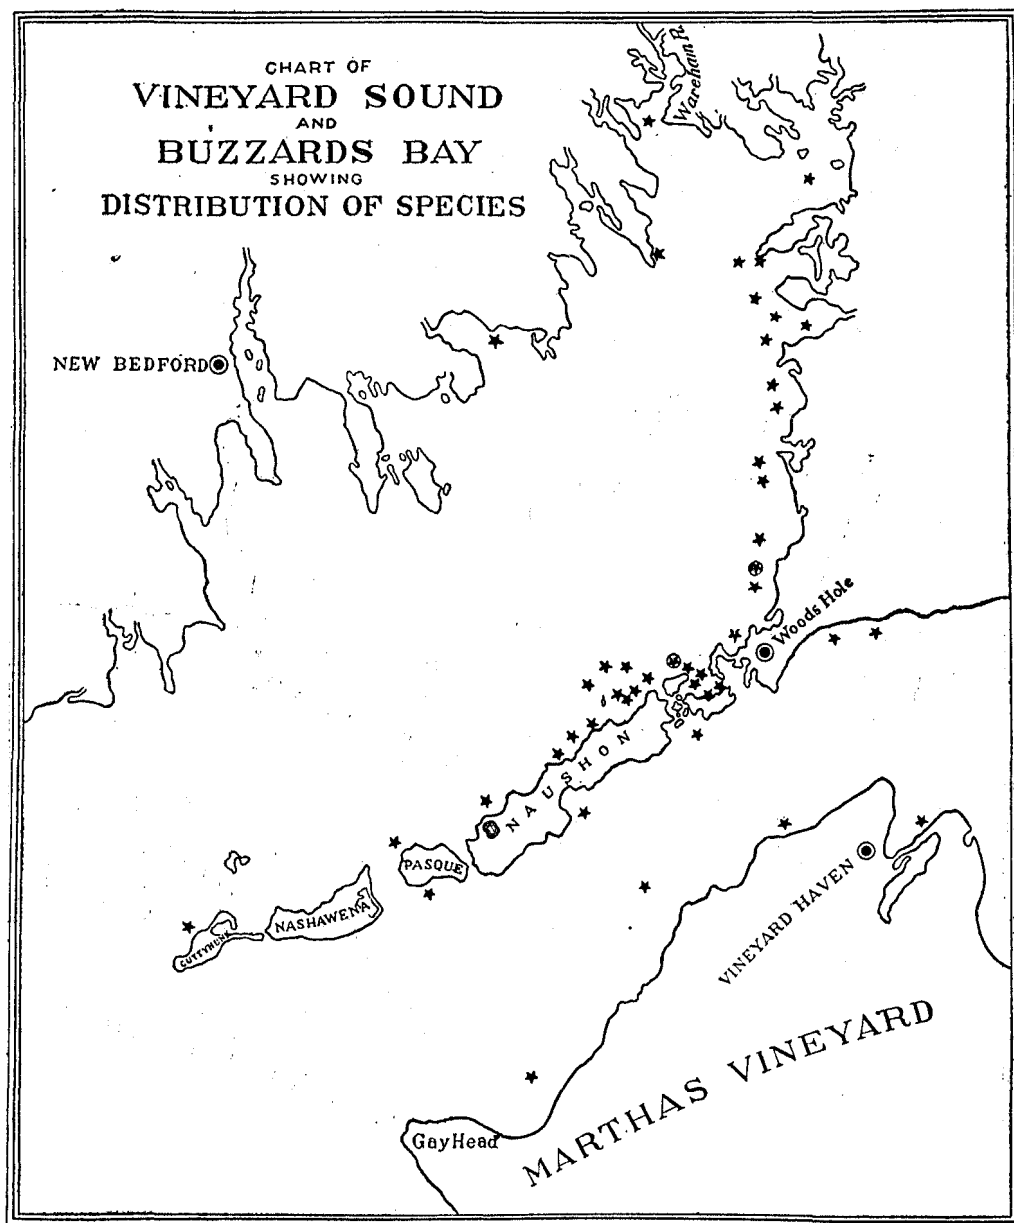 CHART OF
VINEYARD SOUND
AND
BUZZARDS BAY
SHOWING
DISTRIBUTION OF SPECIES
Wareham R.
NEW BEDFORD
Woods Hole
NAUSHON
PASQUE
NASHAWENA
CUTTYHUNK
VINEYARD HAVEN
MARTHAS VINEYARD
Gay Head